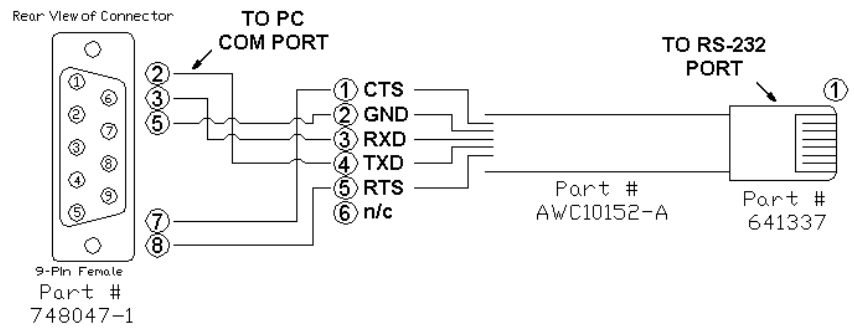 Rear View of Connector
TO PC
COM PORT
TO RS-232
PORT
1
6
2
7
3
8
4
9
5
2
3
5
7
8
1 CTS
2 GND
3 RXD
4 TXD
5 RTS
6 n/c
1
Part #
AWC10152-A
Part #
641337
9-Pin Female
Part #
748047-1